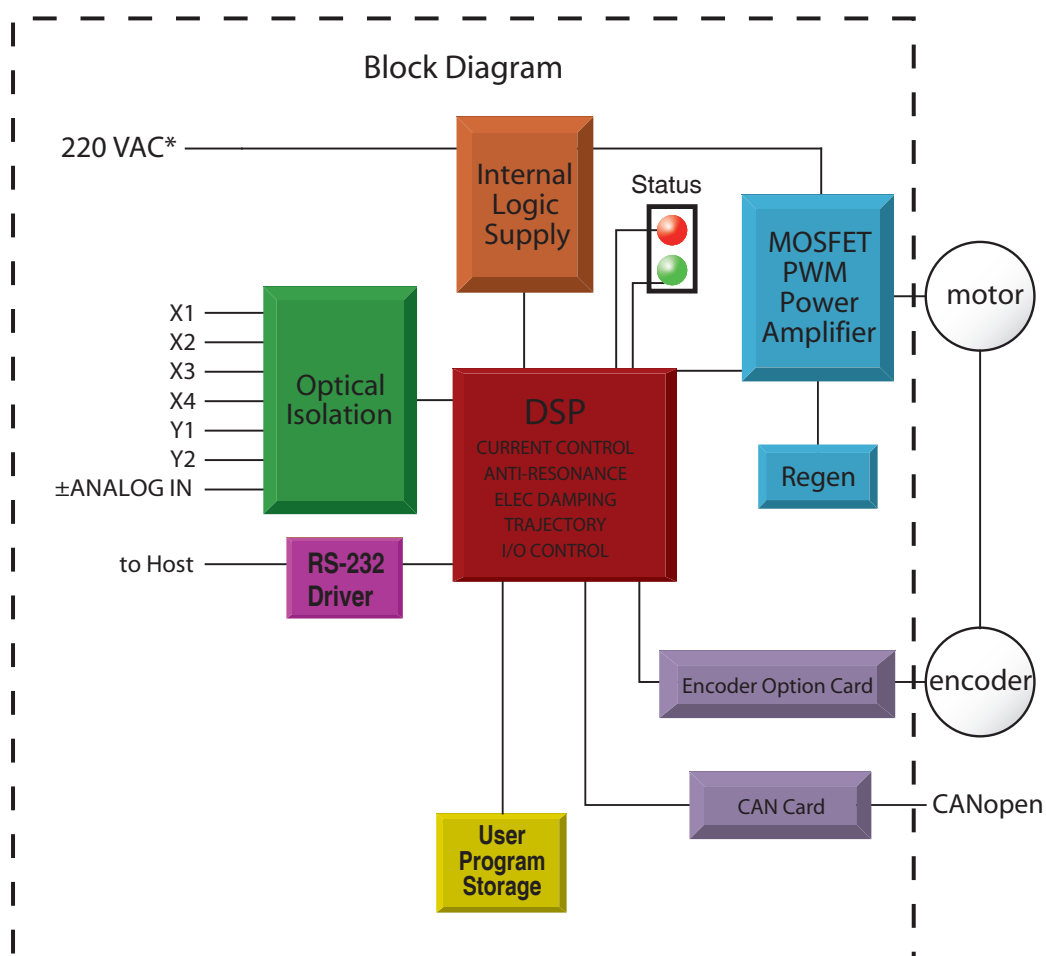 Block Diagram
220 VAC*
Internal
Logic
Supply
Status
MOSFET
PWM
Power
Amplifier
motor
X1
X2
X3
X4
Y1
Y2
±ANALOG IN
Optical
Isolation
DSP
CURRENT CONTROL
ANTI-RESONANCE
ELEC DAMPING
TRAJECTORY
I/O CONTROL
Regen
to Host
RS-232
Driver
Encoder Option Card
encoder
CAN Card
CANopen
User
Program
Storage